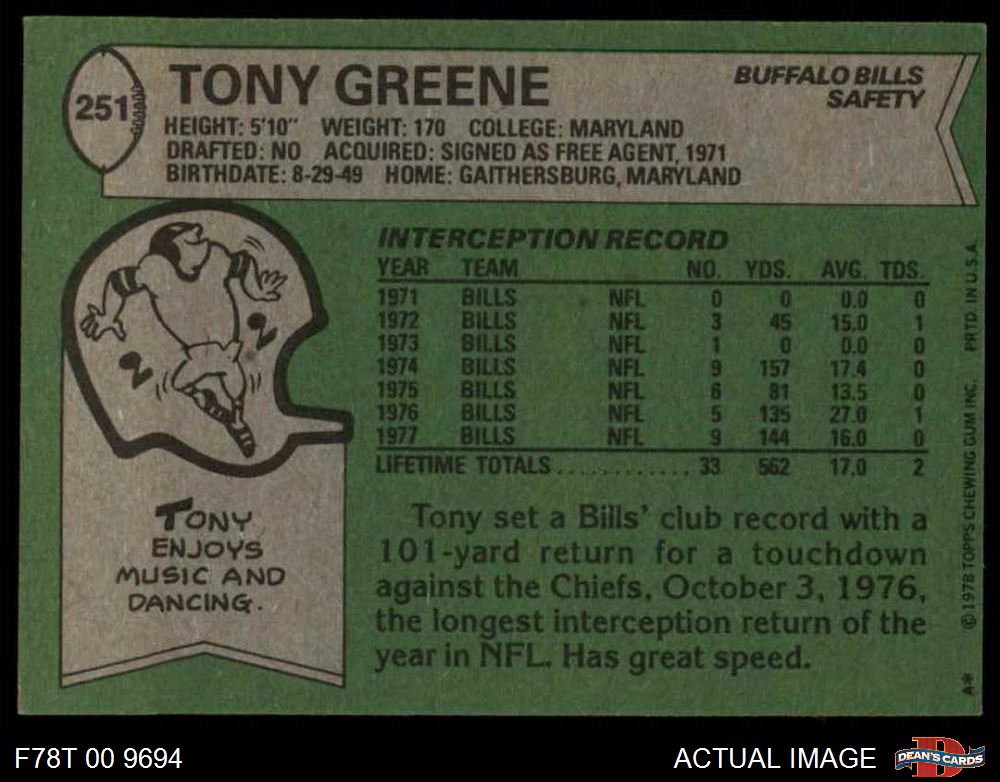 251
TONY GREENE
BUFFALO BILLS
SAFETY
HEIGHT: 5'10" WEIGHT: 170 COLLEGE: MARYLAND
DRAFTED: NO ACQUIRED: SIGNED AS FREE AGENT, 1971
BIRTHDATE: 8-29-49 HOME: GAITHERSBURG, MARYLAND
INTERCEPTION RECORD
YEAR TEAM NO. YDS. AVG. TDS.
1971 BILLS NFL 0 0 0.0 0
1972 BILLS NFL 3 45 15.0 1
1973 BILLS NFL 1 0 0.0 0
1974 BILLS NFL 9 157 17.4 0
1975 BILLS NFL 6 81 13.5 0
1976 BILLS NFL 5 135 27.0 1
1977 BILLS NFL 9 144 16.0 0
LIFETIME TOTALS............ 33 562 17.0 2
TONY
ENJOYS
MUSIC AND
DANCING.
Tony set a Bills' club record with a
101-yard return for a touchdown
against the Chiefs, October 3, 1976,
the longest interception return of the
year in NFL. Has great speed.
A* ©1978 TOPPS CHEWING GUM INC. PRTD. IN U.S.A.
F78T 00 9694
ACTUAL IMAGE
D
DEAN'S CARDS